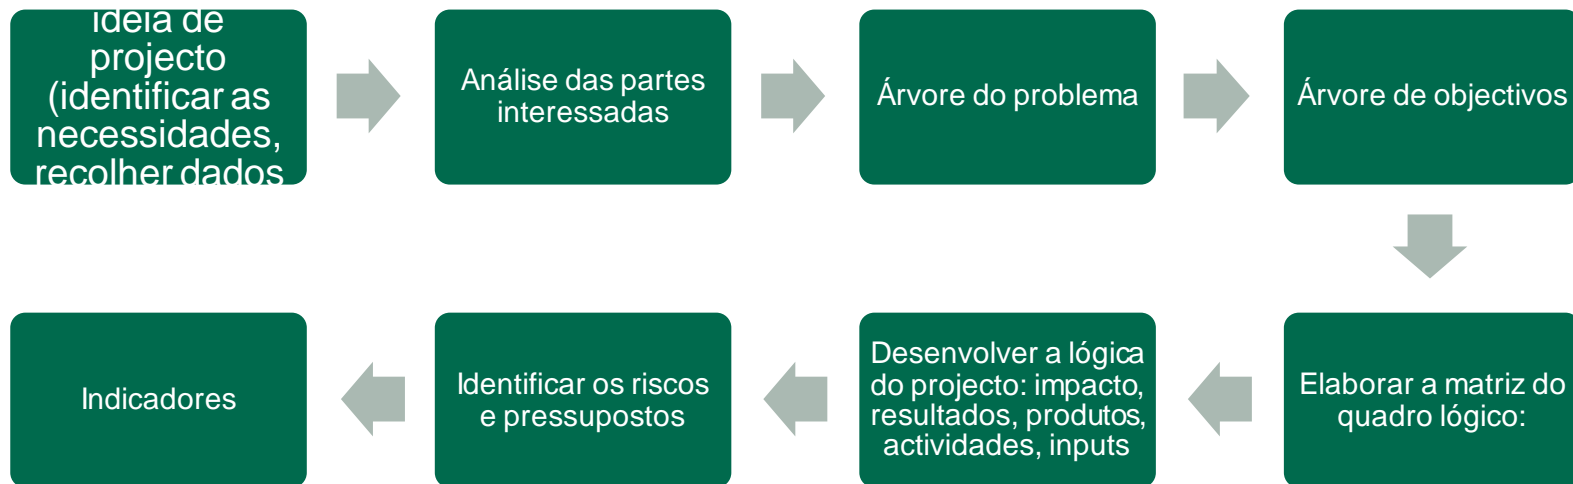 ideia de
projecto
(identificar as
necessidades,
recolher dados
Análise das partes
interessadas
Árvore do problema
Árvore de objectivos
Elaborar a matriz do
quadro lógico:
Desenvolver a lógica
do projecto: impacto,
resultados, produtos,
actividades, inputs
Identificar os riscos
e pressupostos
Indicadores